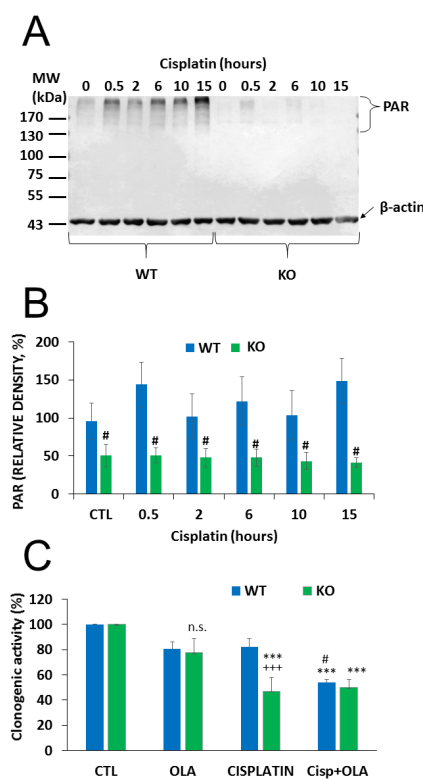 A
Cisplatin (hours)
MW
(kDa)
0 0.5 2 6 10 15 0 0.5 2 6 10 15
170
130
100
75
55
43
PAR
β-actin
WT KO
B
PAR (RELATIVE DENSITY, %)
200
150
100
50
0
WT KO
# # # # # #
CTL 0.5 2 6 10 15
Cisplatin (hours)
C
Clonogenic activity (%)
120
100
80
60
40
20
0
WT KO
n.s.
***
+++
#
*** ***
CTL OLA CISPLATIN Cisp+OLA